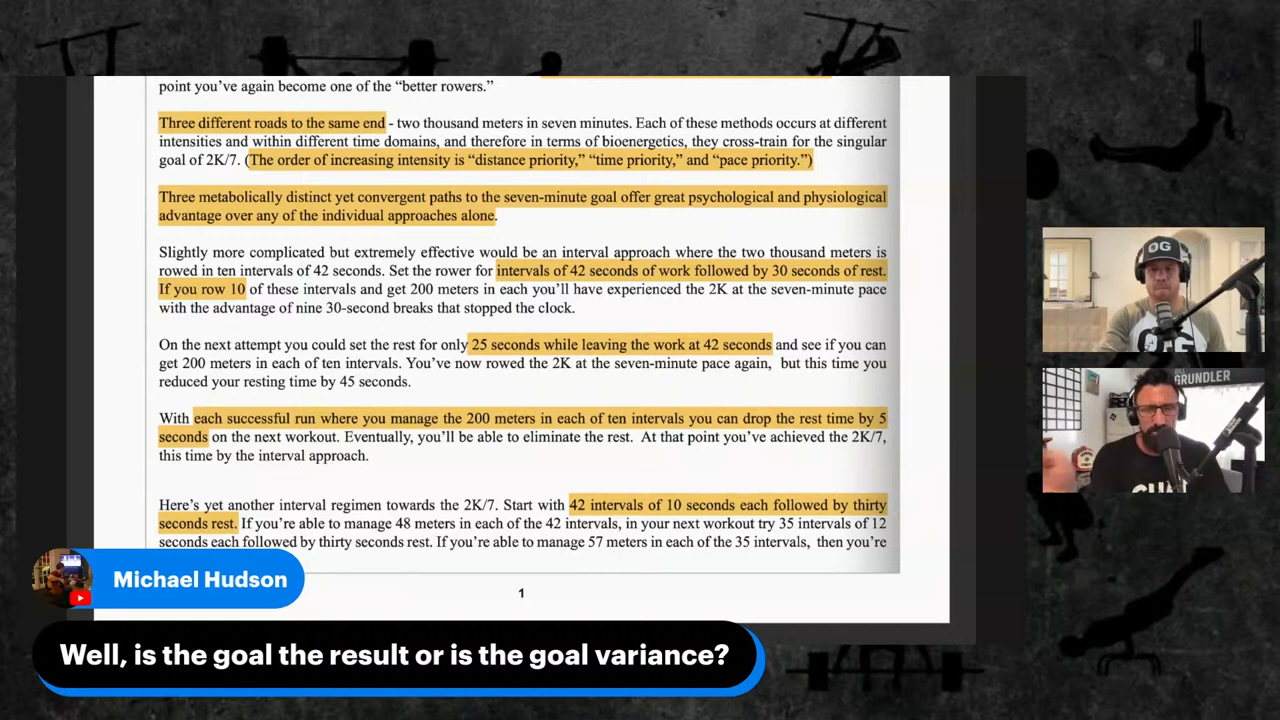 point you’ve again become one of the “better rowers.”
Three different roads to the same end - two thousand meters in seven minutes. Each of these methods occurs at different
intensities and within different time domains, and therefore in terms of bioenergetics, they cross-train for the singular
goal of 2K/7. (The order of increasing intensity is “distance priority,” “time priority,” and “pace priority.”)
Three metabolically distinct yet convergent paths to the seven-minute goal offer great psychological and physiological
advantage over any of the individual approaches alone.
Slightly more complicated but extremely effective would be an interval approach where the two thousand meters is
rowed in ten intervals of 42 seconds. Set the rower for intervals of 42 seconds of work followed by 30 seconds of rest.
If you row 10 of these intervals and get 200 meters in each you’ll have experienced the 2K at the seven-minute pace
with the advantage of nine 30-second breaks that stopped the clock.
On the next attempt you could set the rest for only 25 seconds while leaving the work at 42 seconds and see if you can
get 200 meters in each of ten intervals. You’ve now rowed the 2K at the seven-minute pace again, but this time you
reduced your resting time by 45 seconds.
With each successful run where you manage the 200 meters in each of ten intervals you can drop the rest time by 5
seconds on the next workout. Eventually, you’ll be able to eliminate the rest. At that point you’ve achieved the 2K/7,
this time by the interval approach.
Here’s yet another interval regimen towards the 2K/7. Start with 42 intervals of 10 seconds each followed by thirty
seconds rest. If you’re able to manage 48 meters in each of the 42 intervals, in your next workout try 35 intervals of 12
seconds each followed by thirty seconds rest. If you’re able to manage 57 meters in each of the 35 intervals, then you’re
1
OG
GRUNDLER
Michael Hudson
Well, is the goal the result or is the goal variance?